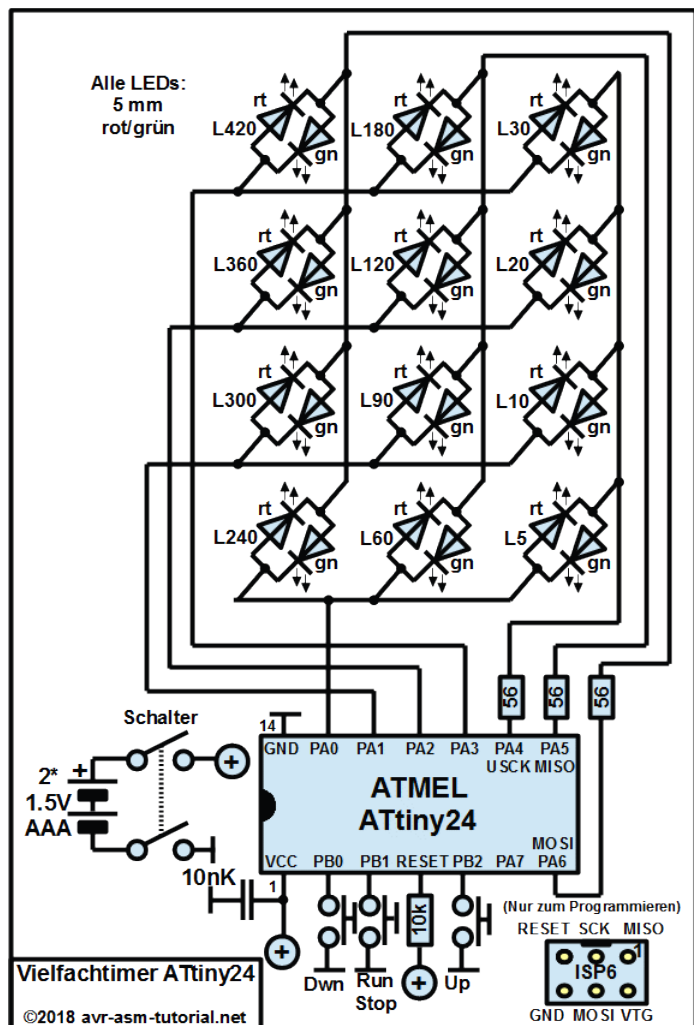 Alle LEDs:
5 mm
rot/grün
rt
L420
gn
rt
L180
gn
rt
L30
gn
rt
L360
gn
rt
L120
gn
rt
L20
gn
rt
L300
gn
rt
L90
gn
rt
L10
gn
rt
L240
gn
rt
L60
gn
rt
L5
gn
56
56
56
Schalter
+
2*
1.5V
AAA
+
14
GND PA0 PA1 PA2 PA3 PA4 PA5
USCK MISO
ATMEL
ATtiny24
MOSI
VCC PB0 PB1 RESET PB2 PA7 PA6
10nK
1
10k
+
+
Dwn
Run
Stop
Up
(Nur zum Programmieren)
RESET SCK MISO
1
ISP6
GND MOSI VTG
Vielfachtimer ATtiny24
©2018 avr-asm-tutorial.net